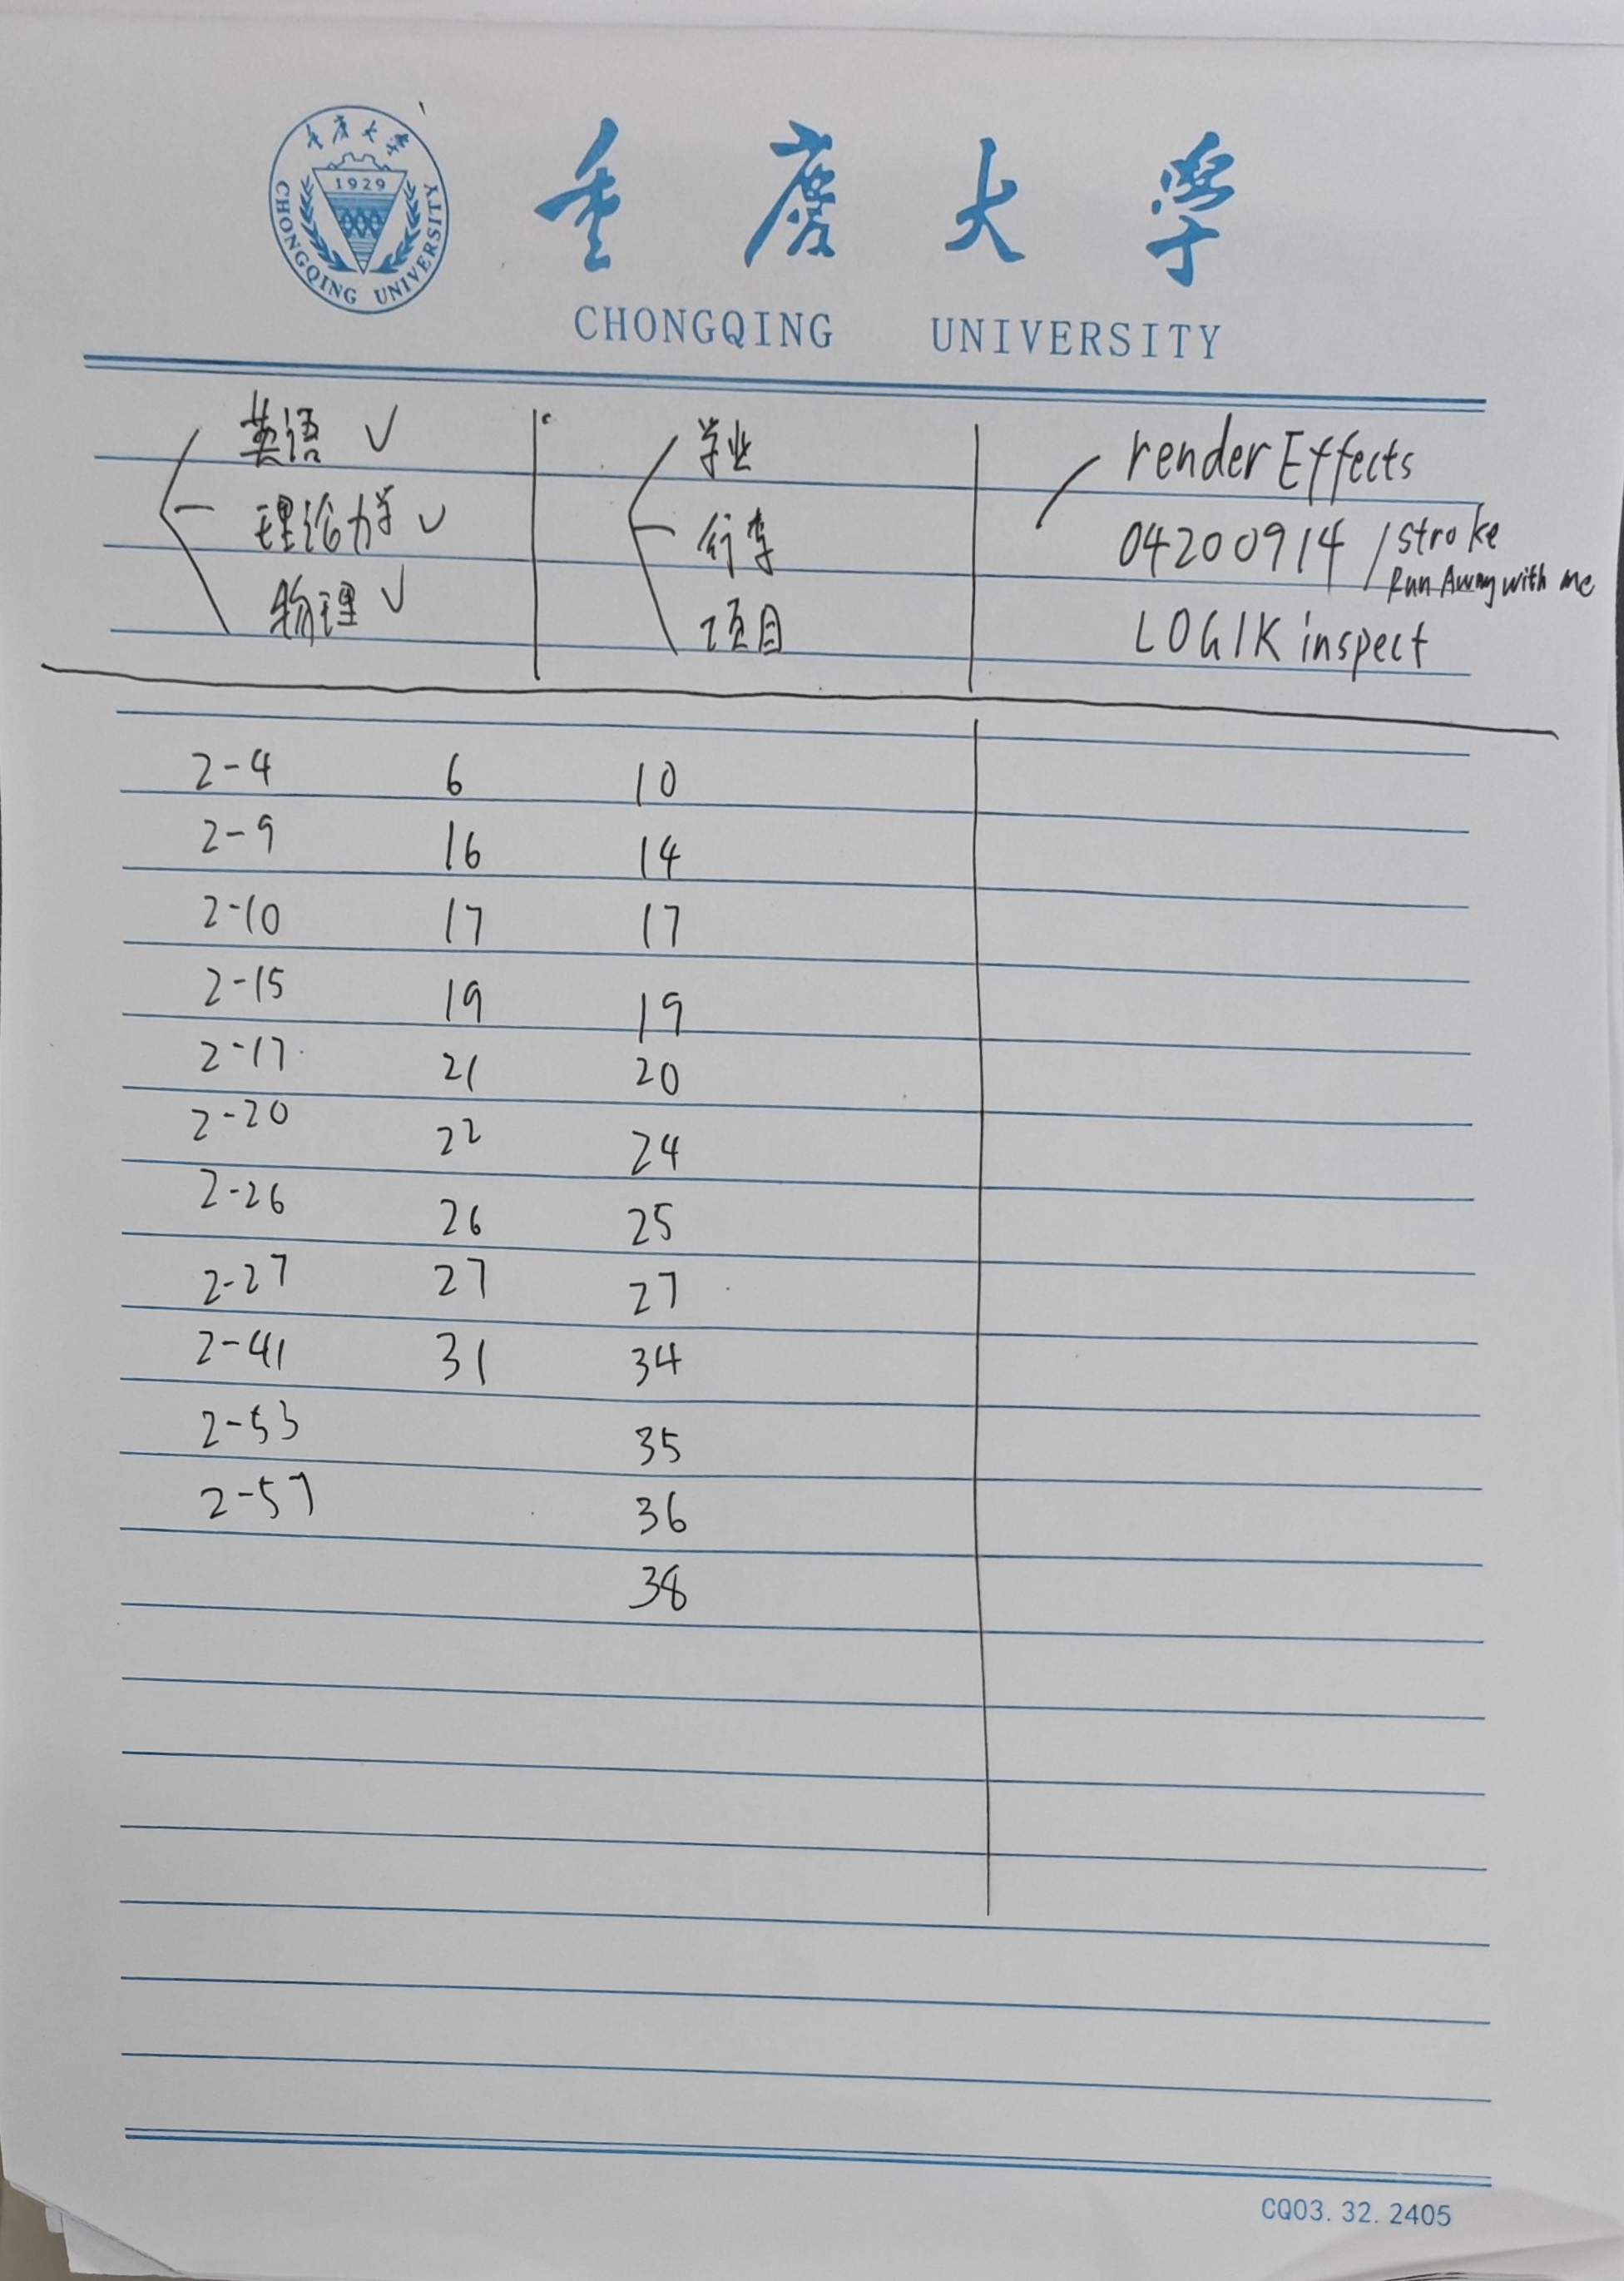 重庆大学
1929
CHONGQING UNIVERSITY
重庆大学
CHONGQING UNIVERSITY
英语 ✓
理论力学 ✓
物理 ✓
学业
行李
项目
render Effects
04200914 / stroke
Run Away with me
LOGIK inspect
2-4 6 10
2-9 16 14
2-10 17 17
2-15 19 19
2-17 21 20
2-20 22 24
2-26 26 25
2-27 27 27
2-41 31 34
2-53 35
2-57 36
38
CQ03.32.2405